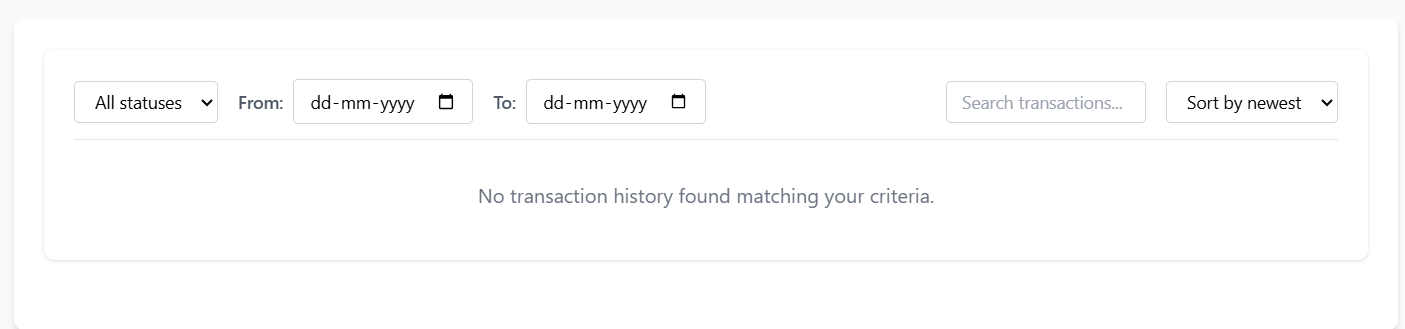 All statuses From: dd-mm-yyyy To: dd-mm-yyyy Search transactions... Sort by newest
No transaction history found matching your criteria.